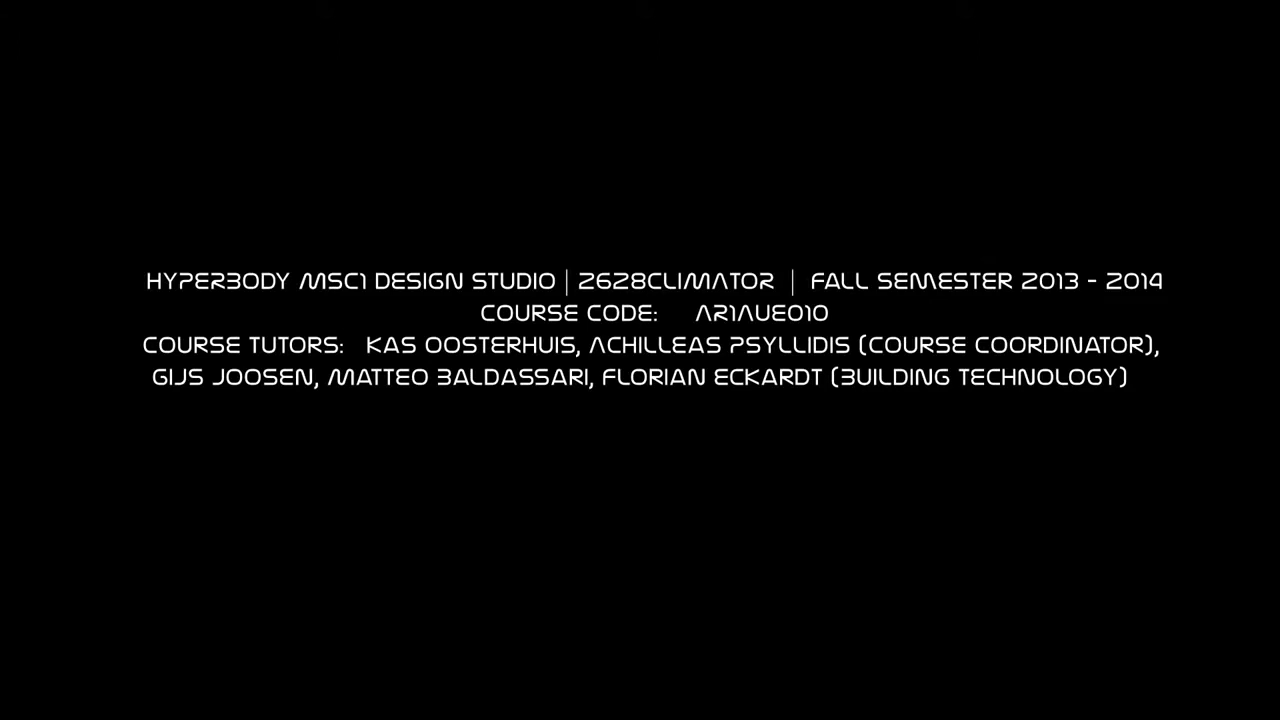 HYPERBODY MSC1 DESIGN STUDIO | 2628CLIMATOR | FALL SEMESTER 2013 - 2014
COURSE CODE: AR1AUE010
COURSE TUTORS: KAS OOSTERHUIS, ACHILLEAS PSYLLIDIS (COURSE COORDINATOR),
GIJS JOOSEN, MATTEO BALDASSARI, FLORIAN ECKARDT (BUILDING TECHNOLOGY)